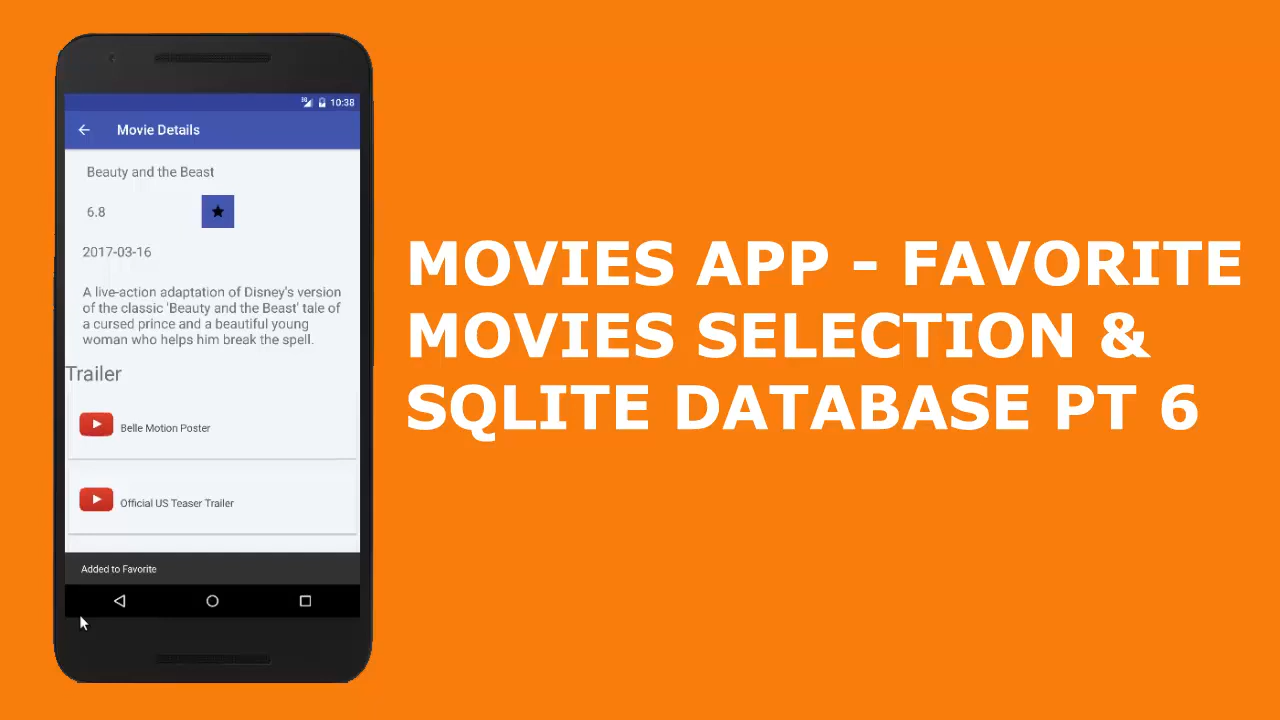 10:38
Movie Details
Beauty and the Beast
6.8
2017-03-16
A live-action adaptation of Disney's version
of the classic 'Beauty and the Beast' tale of
a cursed prince and a beautiful young
woman who helps him break the spell.
Trailer
Belle Motion Poster
Official US Teaser Trailer
Added to Favorite
MOVIES APP - FAVORITE
MOVIES SELECTION &
SQLITE DATABASE PT 6